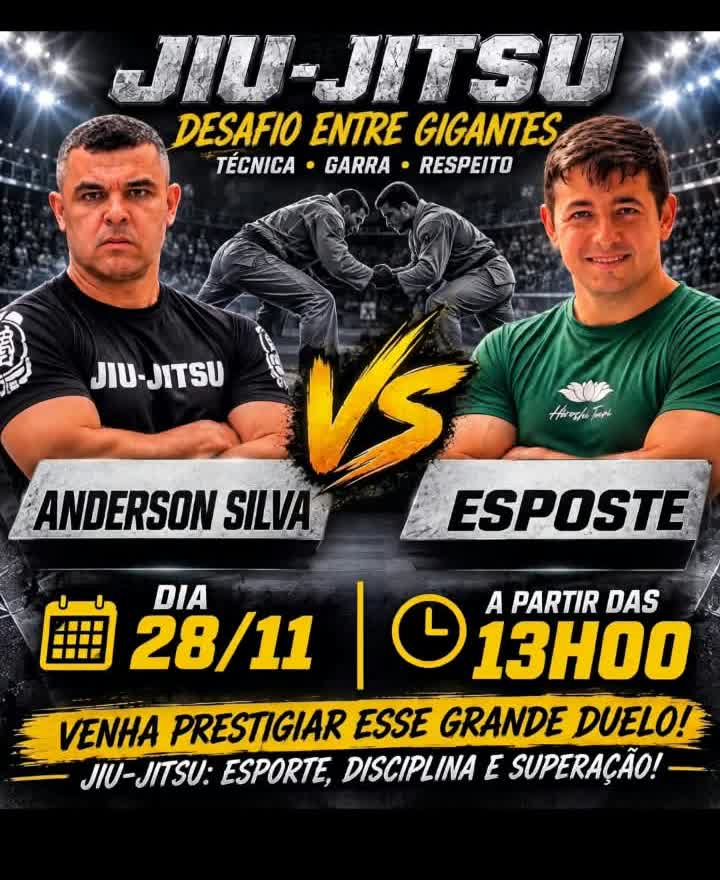 JIU-JITSU
DESAFIO ENTRE GIGANTES
TÉCNICA • GARRA • RESPEITO
JIU-JITSU
VS
ANDERSON SILVA
ESPOSTE
DIA
28/11
A PARTIR DAS
13H00
VENHA PRESTIGIAR ESSE GRANDE DUELO!
JIU-JITSU: ESPORTE, DISCIPLINA E SUPERAÇÃO!